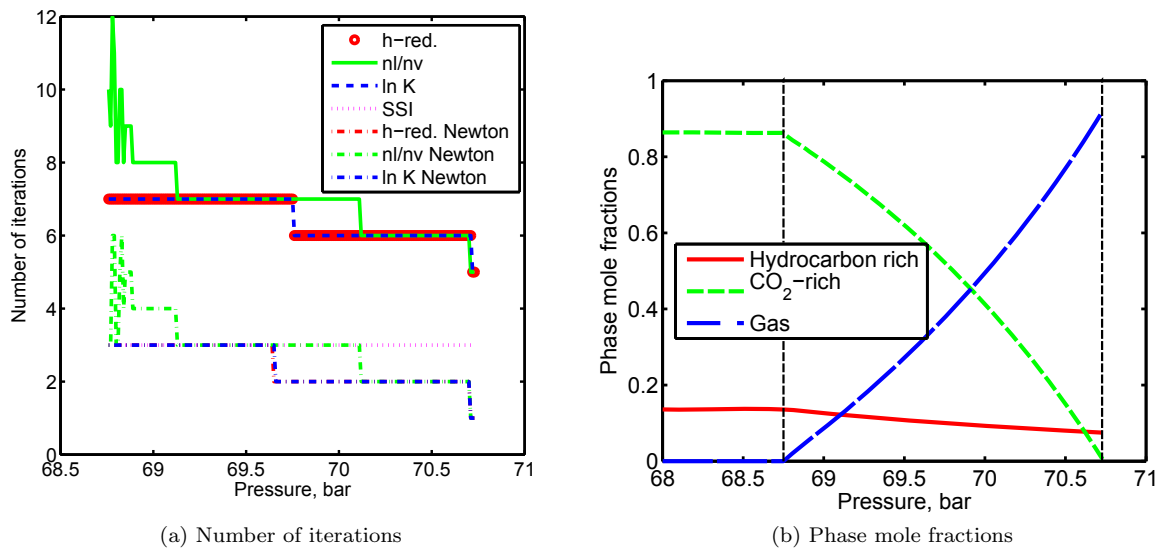 12
10
8
6
4
2
0
Number of iterations
h−red.
nl/nv
ln K
SSI
h−red. Newton
nl/nv Newton
ln K Newton
68.5 69 69.5 70 70.5 71
Pressure, bar
(a) Number of iterations
1
0.8
0.6
0.4
0.2
0
Phase mole fractions
Hydrocarbon rich
CO₂−rich
Gas
68 68.5 69 69.5 70 70.5 71
Pressure, bar
(b) Phase mole fractions